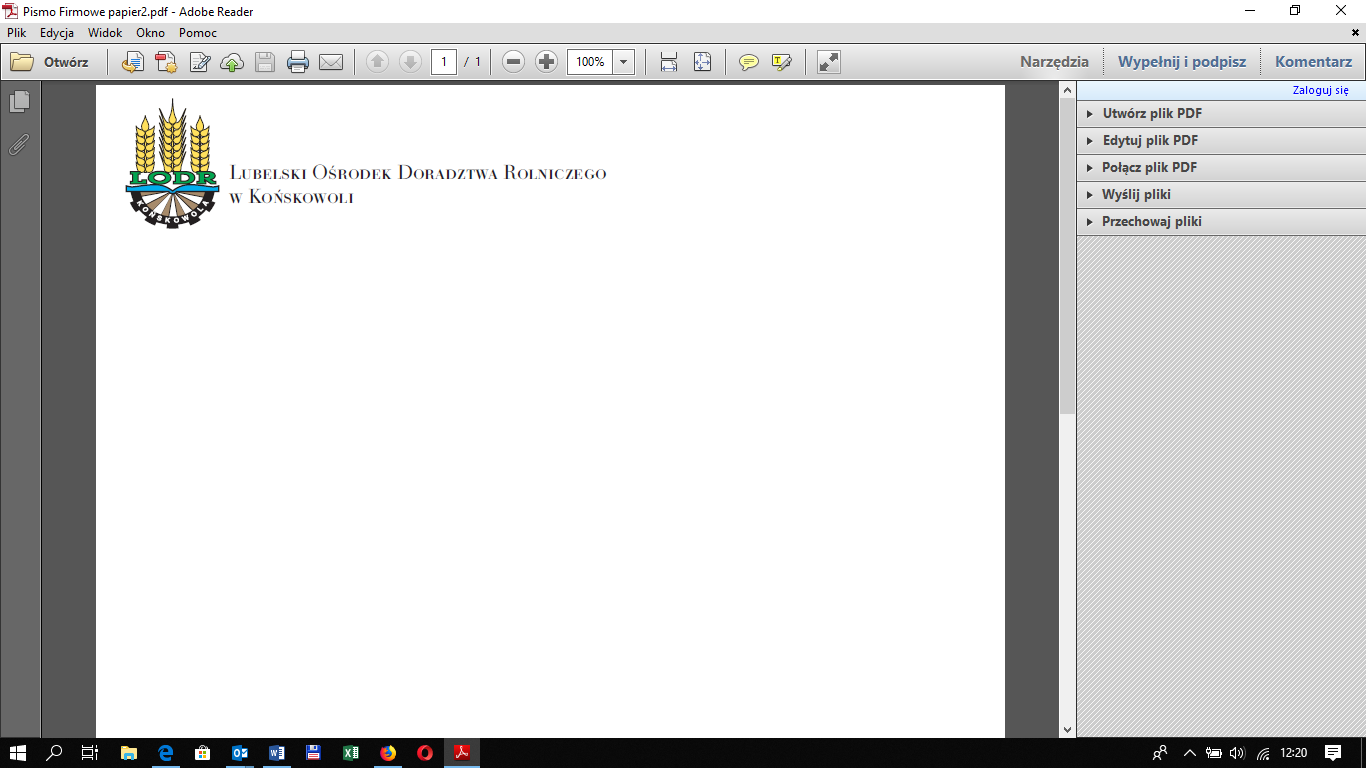 Pismo Firmowe papier2.pdf - Adobe Reader
Plik Edycja Widok Okno Pomoc
Otwórz 1 / 1 100% Narzędzia Wypełnij i podpisz Komentarz
Zaloguj się
Utwórz plik PDF
Edytuj plik PDF
Połącz plik PDF
Wyślij pliki
Przechowaj pliki
LODR
KOŃSKOWOLA
Lubelski Ośrodek Doradztwa Rolniczego
w Końskowoli
12:20